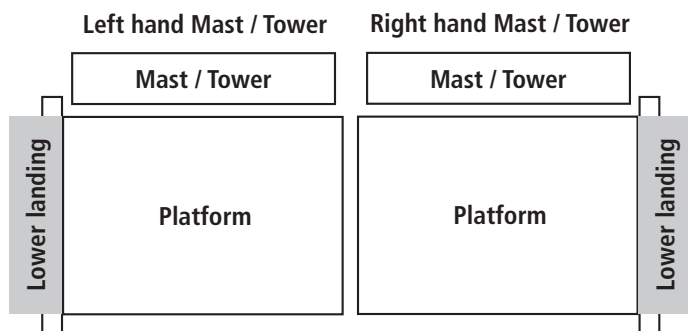 Left hand Mast / Tower
Right hand Mast / Tower
Mast / Tower
Mast / Tower
Lower landing
Platform
Platform
Lower landing